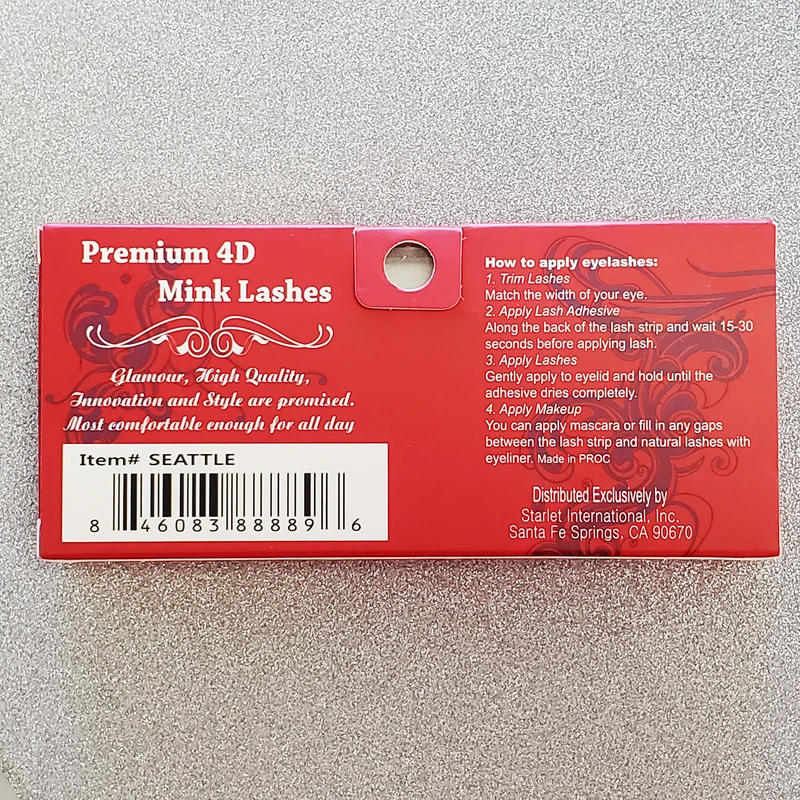 Premium 4D
Mink Lashes
Glamour, High Quality,
Innovation and Style are promised.
Most comfortable enough for all day
Item# SEATTLE
8 46083 88889 6
How to apply eyelashes:
1. Trim Lashes
Match the width of your eye.
2. Apply Lash Adhesive
Along the back of the lash strip and wait 15-30
seconds before applying lash.
3. Apply Lashes
Gently apply to eyelid and hold until the
adhesive dries completely.
4. Apply Makeup
You can apply mascara or fill in any gaps
between the lash strip and natural lashes with
eyeliner. Made in PROC
Distributed Exclusively by
Starlet International, Inc.
Santa Fe Springs, CA 90670